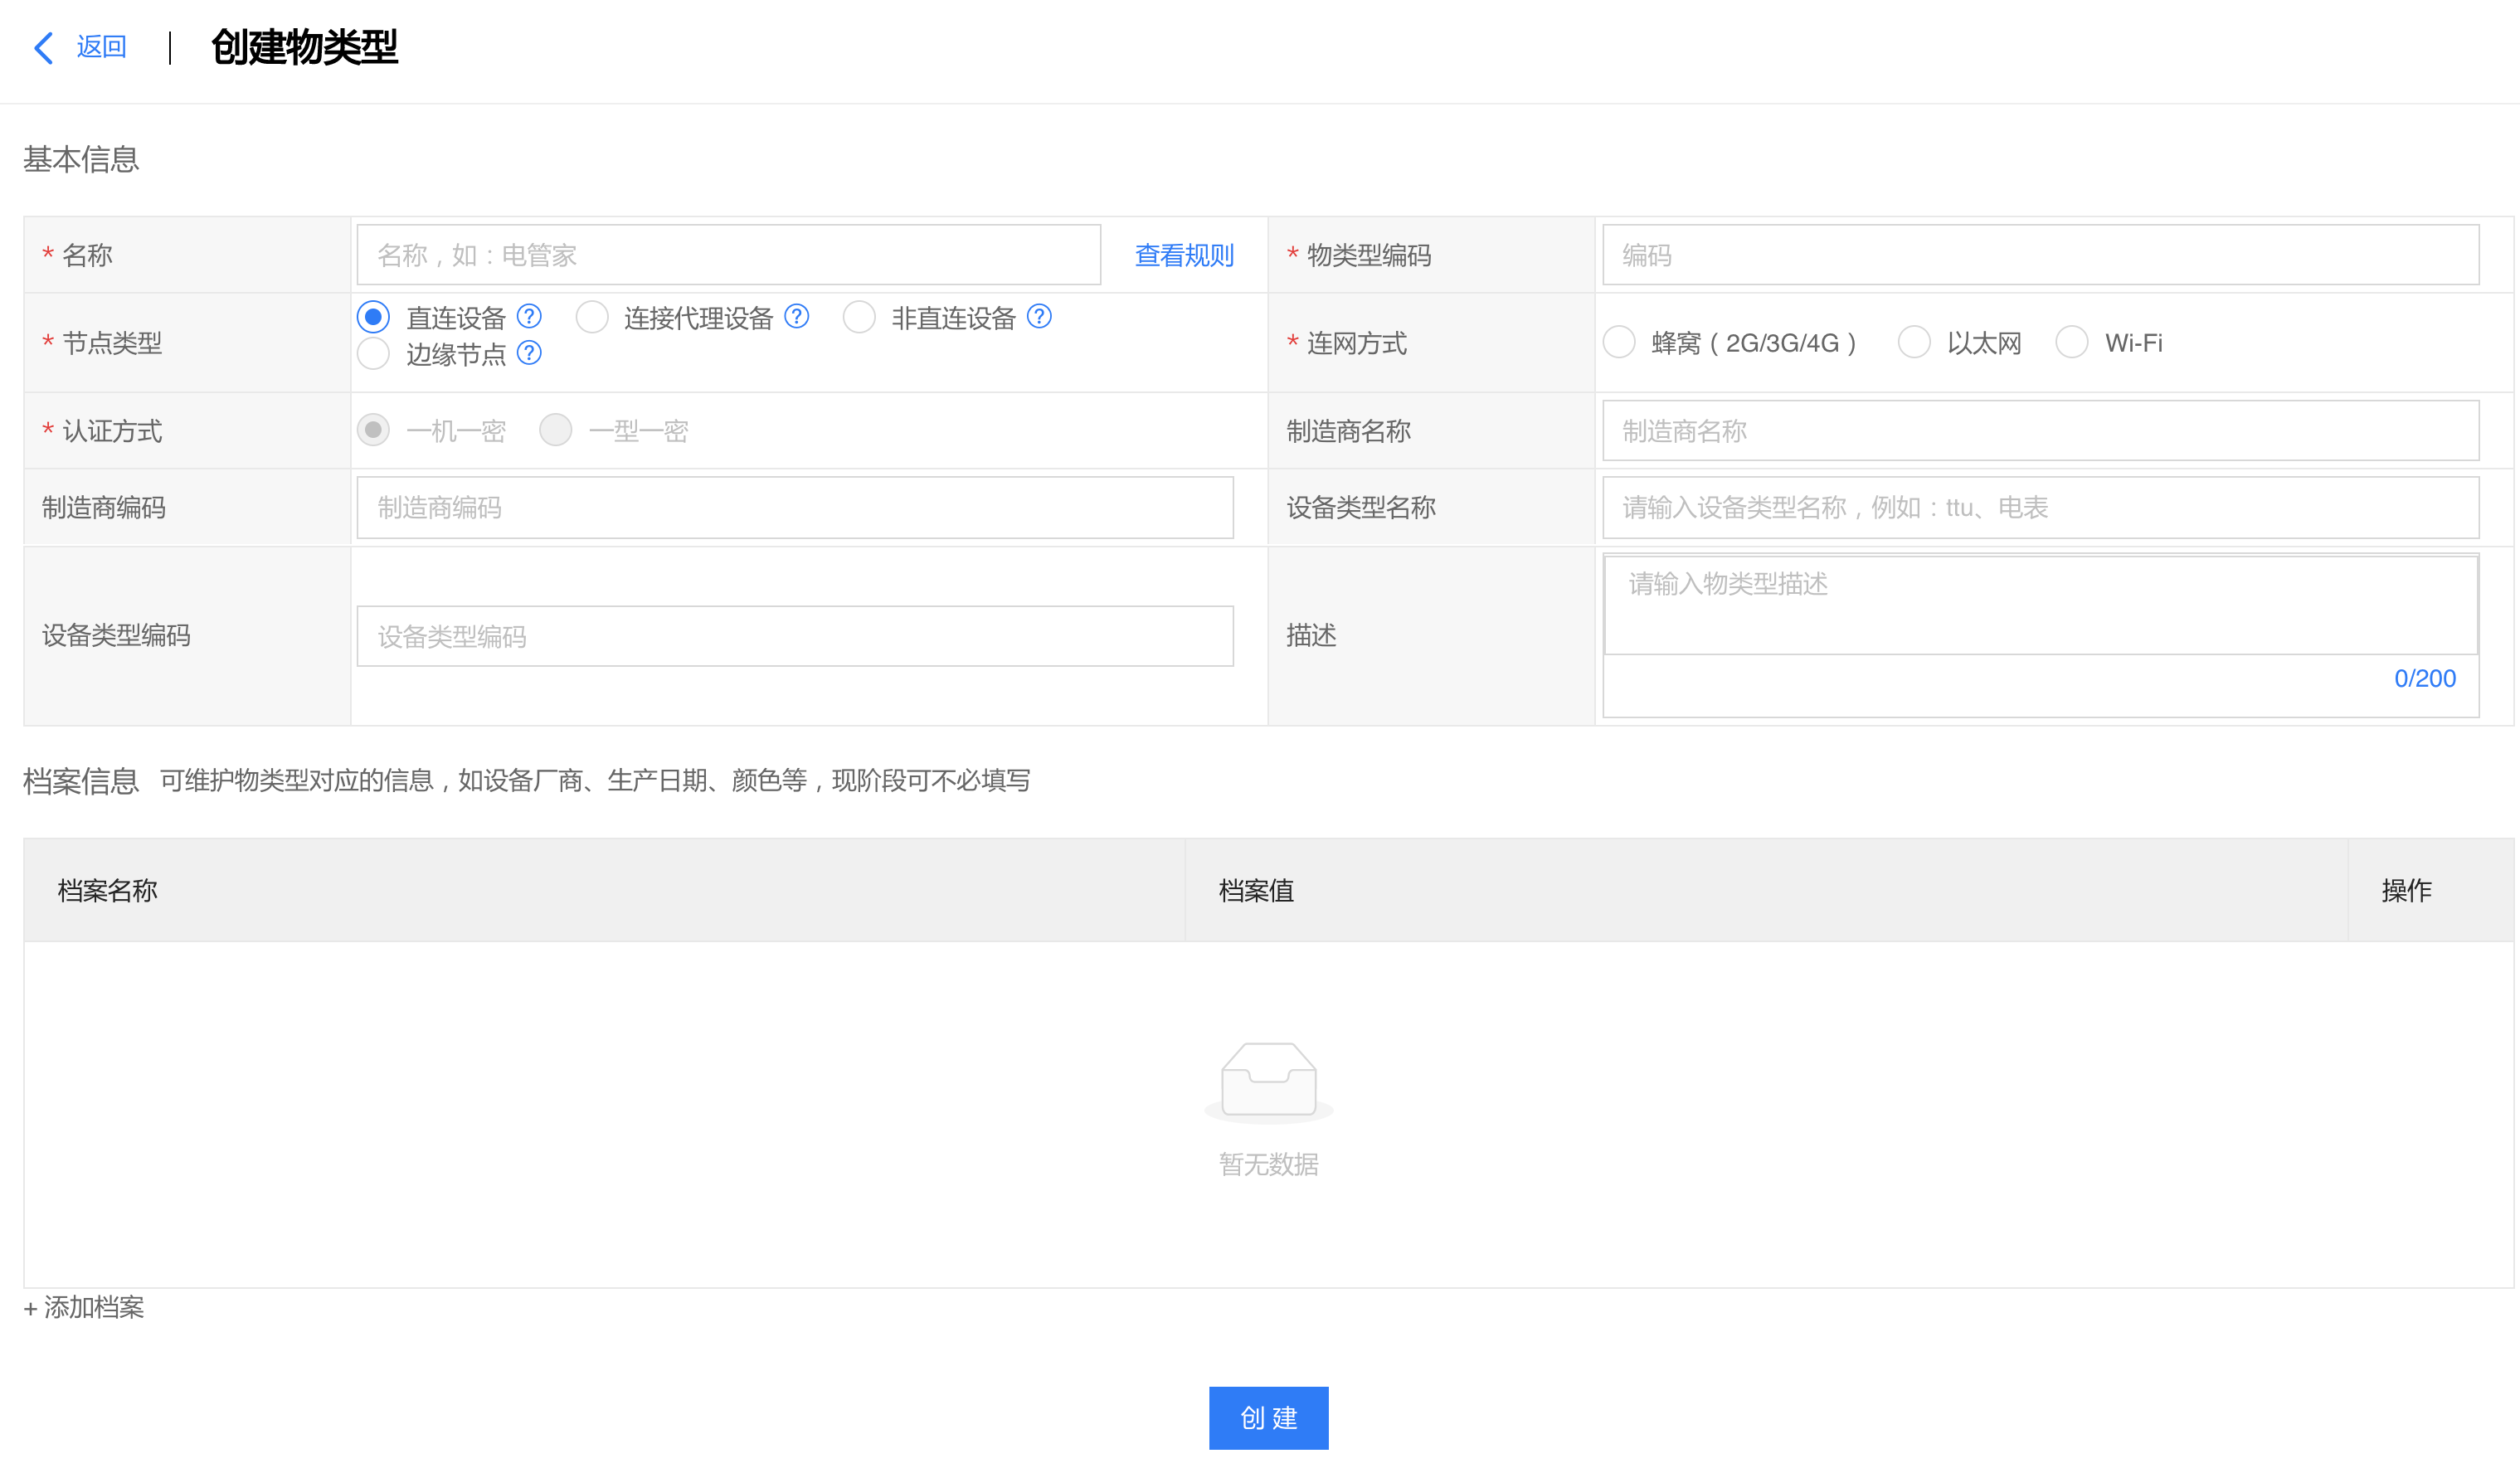 返回
创建物类型
基本信息
* 名称
名称，如：电管家
查看规则
* 物类型编码
编码
* 节点类型
直连设备 ? 连接代理设备 ? 非直连设备 ?
边缘节点 ?
* 连网方式
蜂窝（2G/3G/4G） 以太网 Wi-Fi
* 认证方式
一机一密 一型一密
制造商名称
制造商名称
制造商编码
制造商编码
设备类型名称
请输入设备类型名称，例如：ttu、电表
设备类型编码
设备类型编码
描述
请输入物类型描述
0/200
档案信息 可维护物类型对应的信息，如设备厂商、生产日期、颜色等，现阶段可不必填写
档案名称 档案值 操作
暂无数据
+ 添加档案
创 建